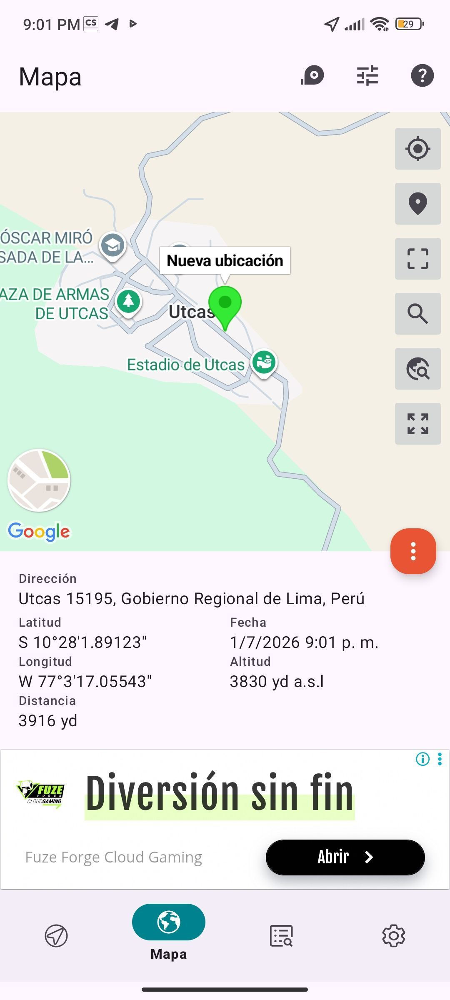 9:01 PM CS
29
Mapa
ÓSCAR MIRÓ
SADA DE LA...
Nueva ubicación
AZA DE ARMAS
DE UTCAS
Utcas
Estadio de Utcas
Google
Dirección
Utcas 15195, Gobierno Regional de Lima, Perú
Latitud
S 10°28'1.89123"
Fecha
1/7/2026 9:01 p. m.
Longitud
W 77°3'17.05543"
Altitud
3830 yd a.s.l
Distancia
3916 yd
FUZE
FORGE
CLOUDGAMING
Diversión sin fin
Fuze Forge Cloud Gaming
Abrir
Mapa